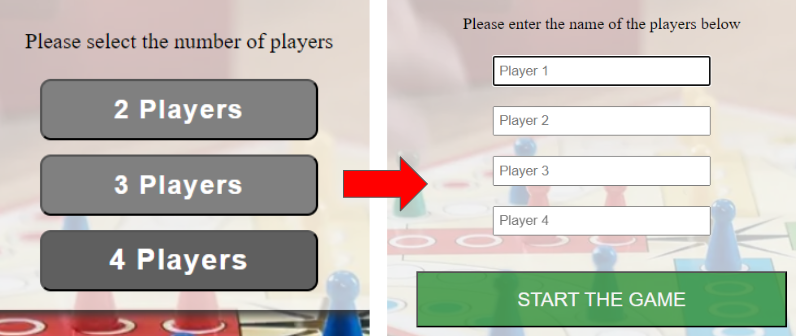 Please select the number of players
2 Players
3 Players
4 Players
Please enter the name of the players below
Player 1
Player 2
Player 3
Player 4
START THE GAME